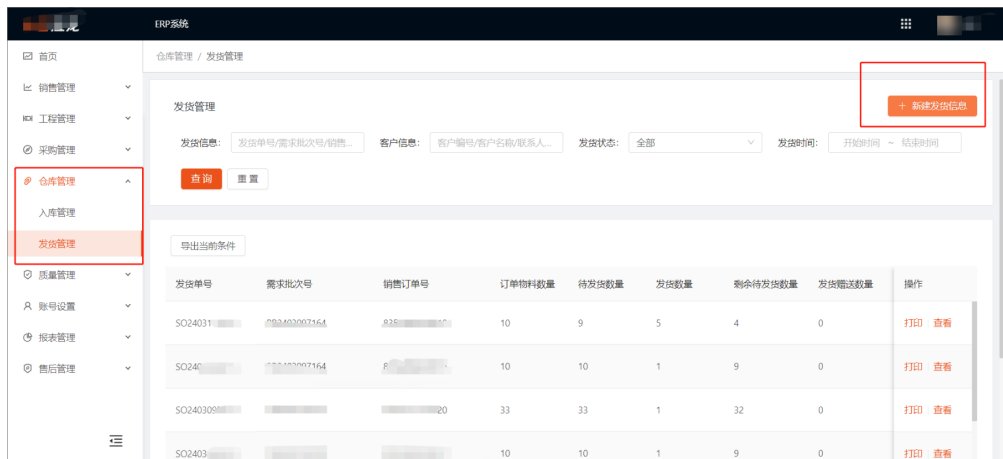 ERP系统
首页
仓库管理 / 发货管理
销售管理
工程管理
采购管理
仓库管理
入库管理
发货管理
质量管理
账号设置
报表管理
售后管理
发货管理
+ 新建发货信息
发货信息: 发货单号/需求批次号/销售... 客户信息: 客户编号/客户名称/联系人... 发货状态: 全部 发货时间: 开始时间 ~ 结束时间
查 询 重 置
导出当前条件
发货单号 需求批次号 销售订单号 订单物料数量 待发货数量 发货数量 剩余待发货数量 发货赠送数量 操作
SO24031 10 9 5 4 0 打印 查看
SO240 10 10 1 9 0 打印 查看
SO240309 20 33 33 1 32 0 打印 查看
SO2403 10 10 1 9 0 打印 查看